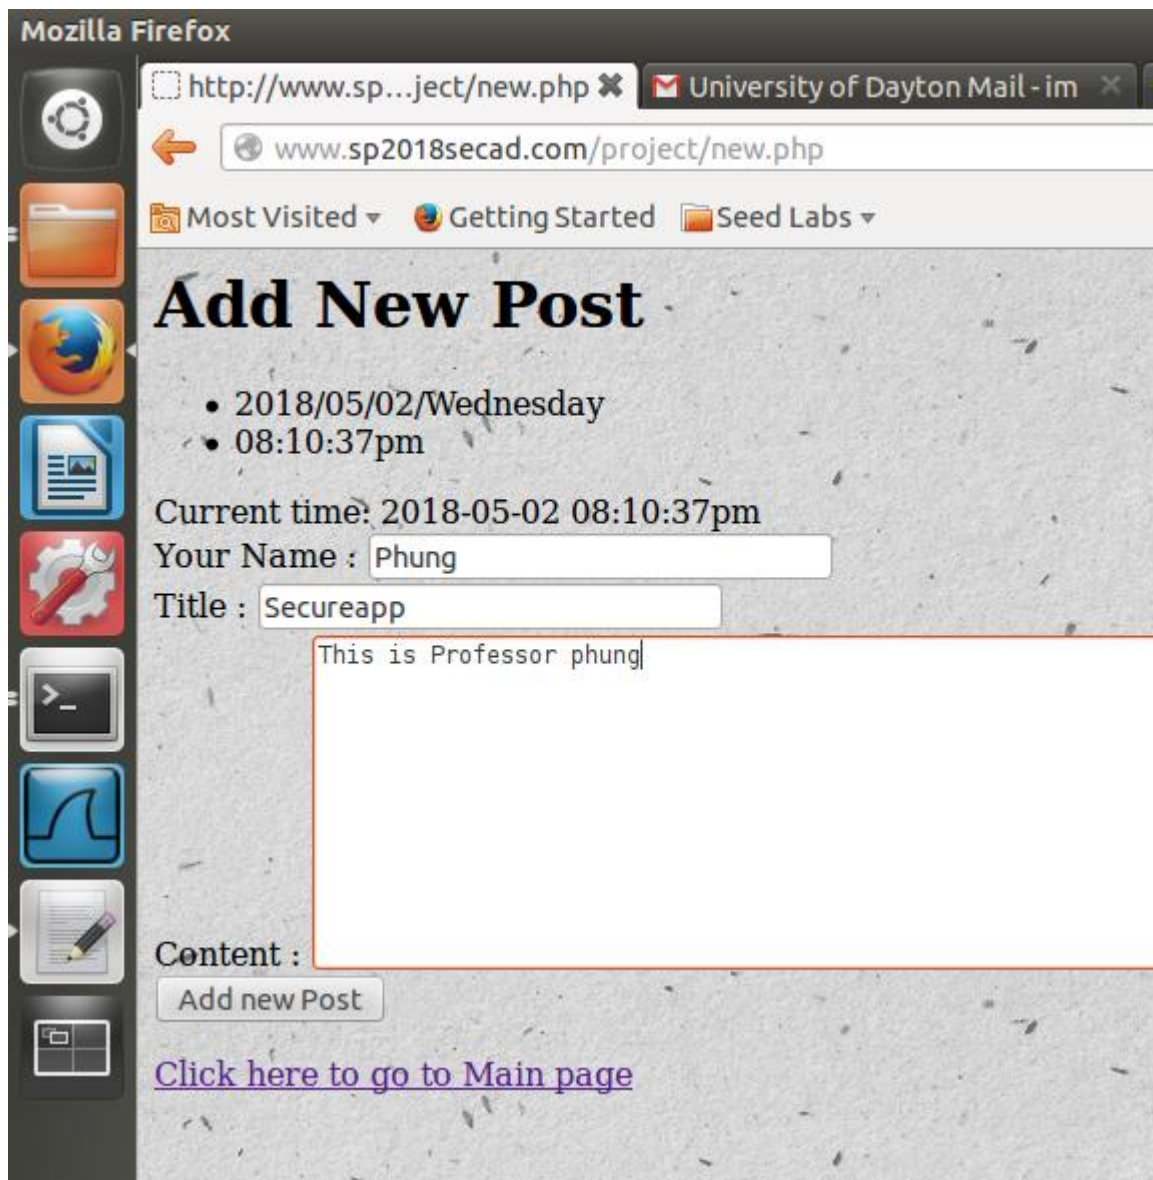 Mozilla Firefox
http://www.sp...ject/new.php University of Dayton Mail - im
www.sp2018secad.com/project/new.php
Most Visited Getting Started Seed Labs
Add New Post
2018/05/02/Wednesday
08:10:37pm
Current time: 2018-05-02 08:10:37pm
Your Name : Phung
Title : Secureapp
This is Professor phung
Content :
Add new Post
Click here to go to Main page